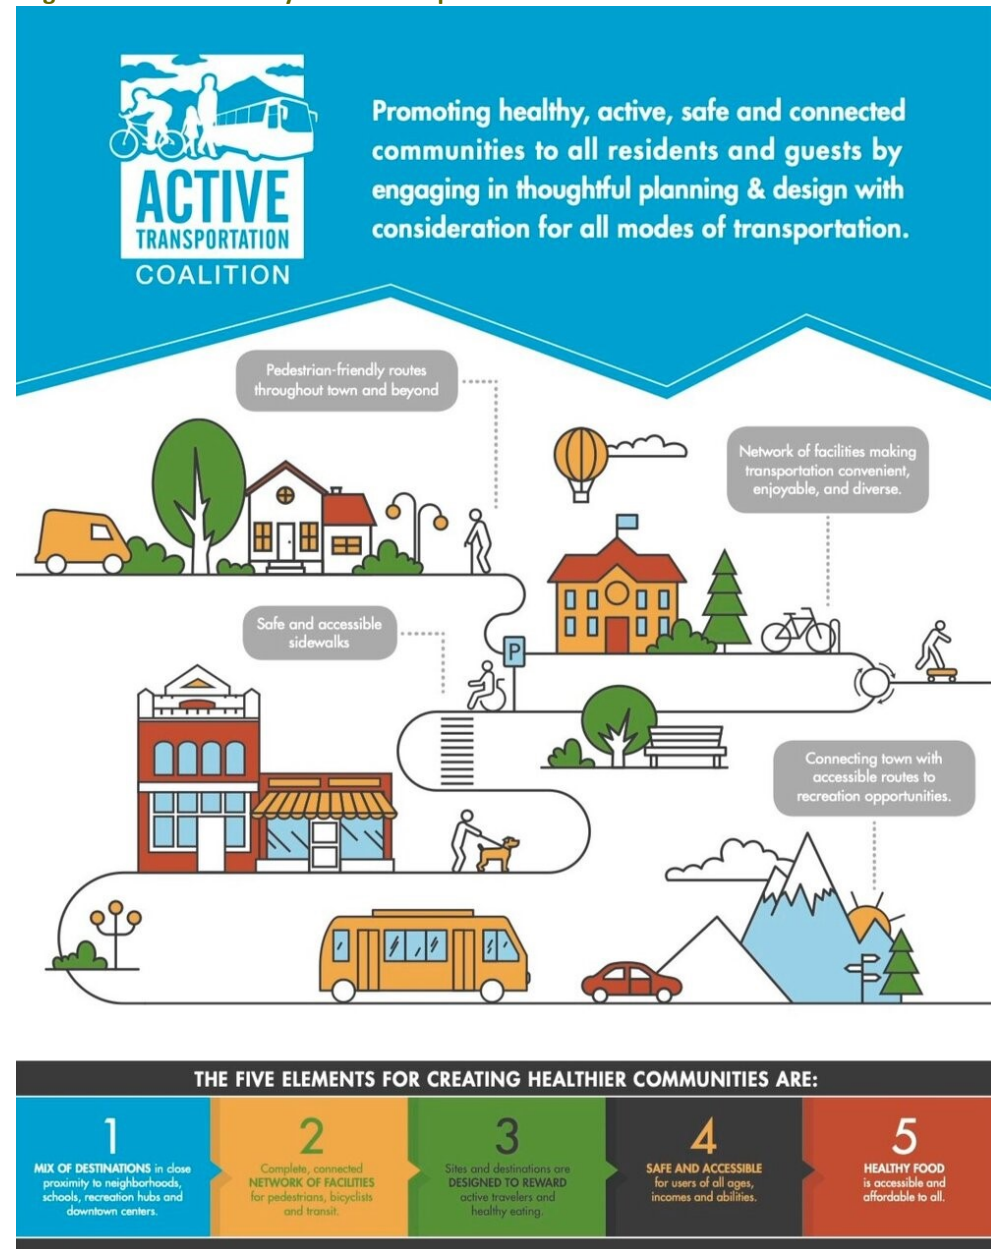 ACTIVE
TRANSPORTATION
COALITION
Promoting healthy, active, safe and connected
communities to all residents and guests by
engaging in thoughtful planning & design with
consideration for all modes of transportation.
Pedestrian-friendly routes
throughout town and beyond
Network of facilities making
transportation convenient,
enjoyable, and diverse.
Safe and accessible
sidewalks
P
Connecting town with
accessible routes to
recreation opportunities.
THE FIVE ELEMENTS FOR CREATING HEALTHIER COMMUNITIES ARE:
1
MIX OF DESTINATIONS in close
proximity to neighborhoods,
schools, recreation hubs and
downtown centers.
2
Complete, connected
NETWORK OF FACILITIES
for pedestrians, bicyclists
and transit.
3
Sites and destinations are
DESIGNED TO REWARD
active travelers and
healthy eating.
4
SAFE AND ACCESSIBLE
for users of all ages,
incomes and abilities.
5
HEALTHY FOOD
is accessible and
affordable to all.